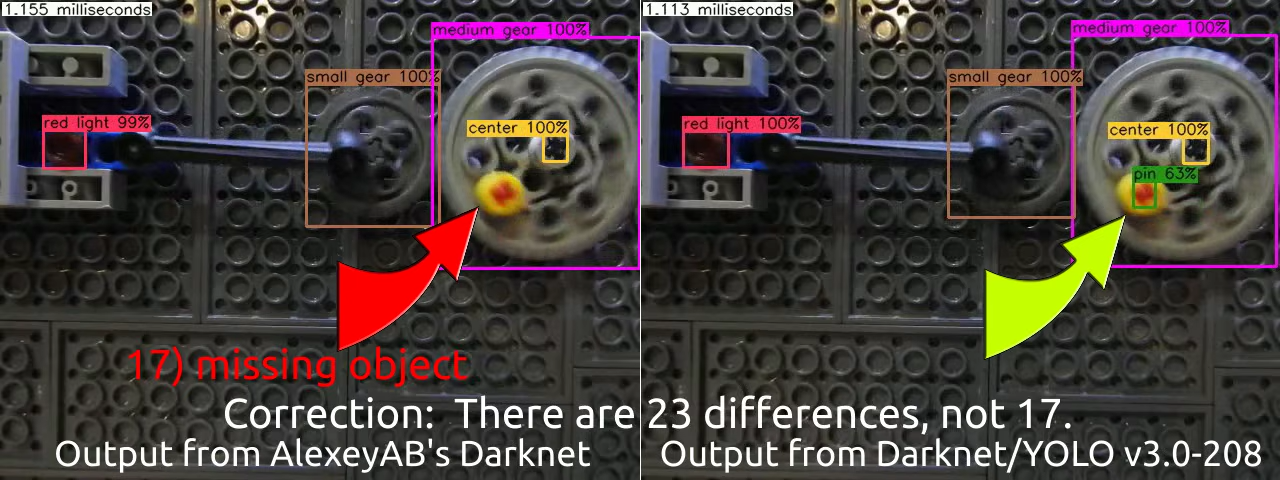 1.155 milliseconds
medium gear 100%
small gear 100%
red light 99%
center 100%
17) missing object
1.113 milliseconds
medium gear 100%
small gear 100%
red light 100%
center 100%
pin 63%
Correction:  There are 23 differences, not 17.
Output from AlexeyAB's Darknet
Output from Darknet/YOLO v3.0-208